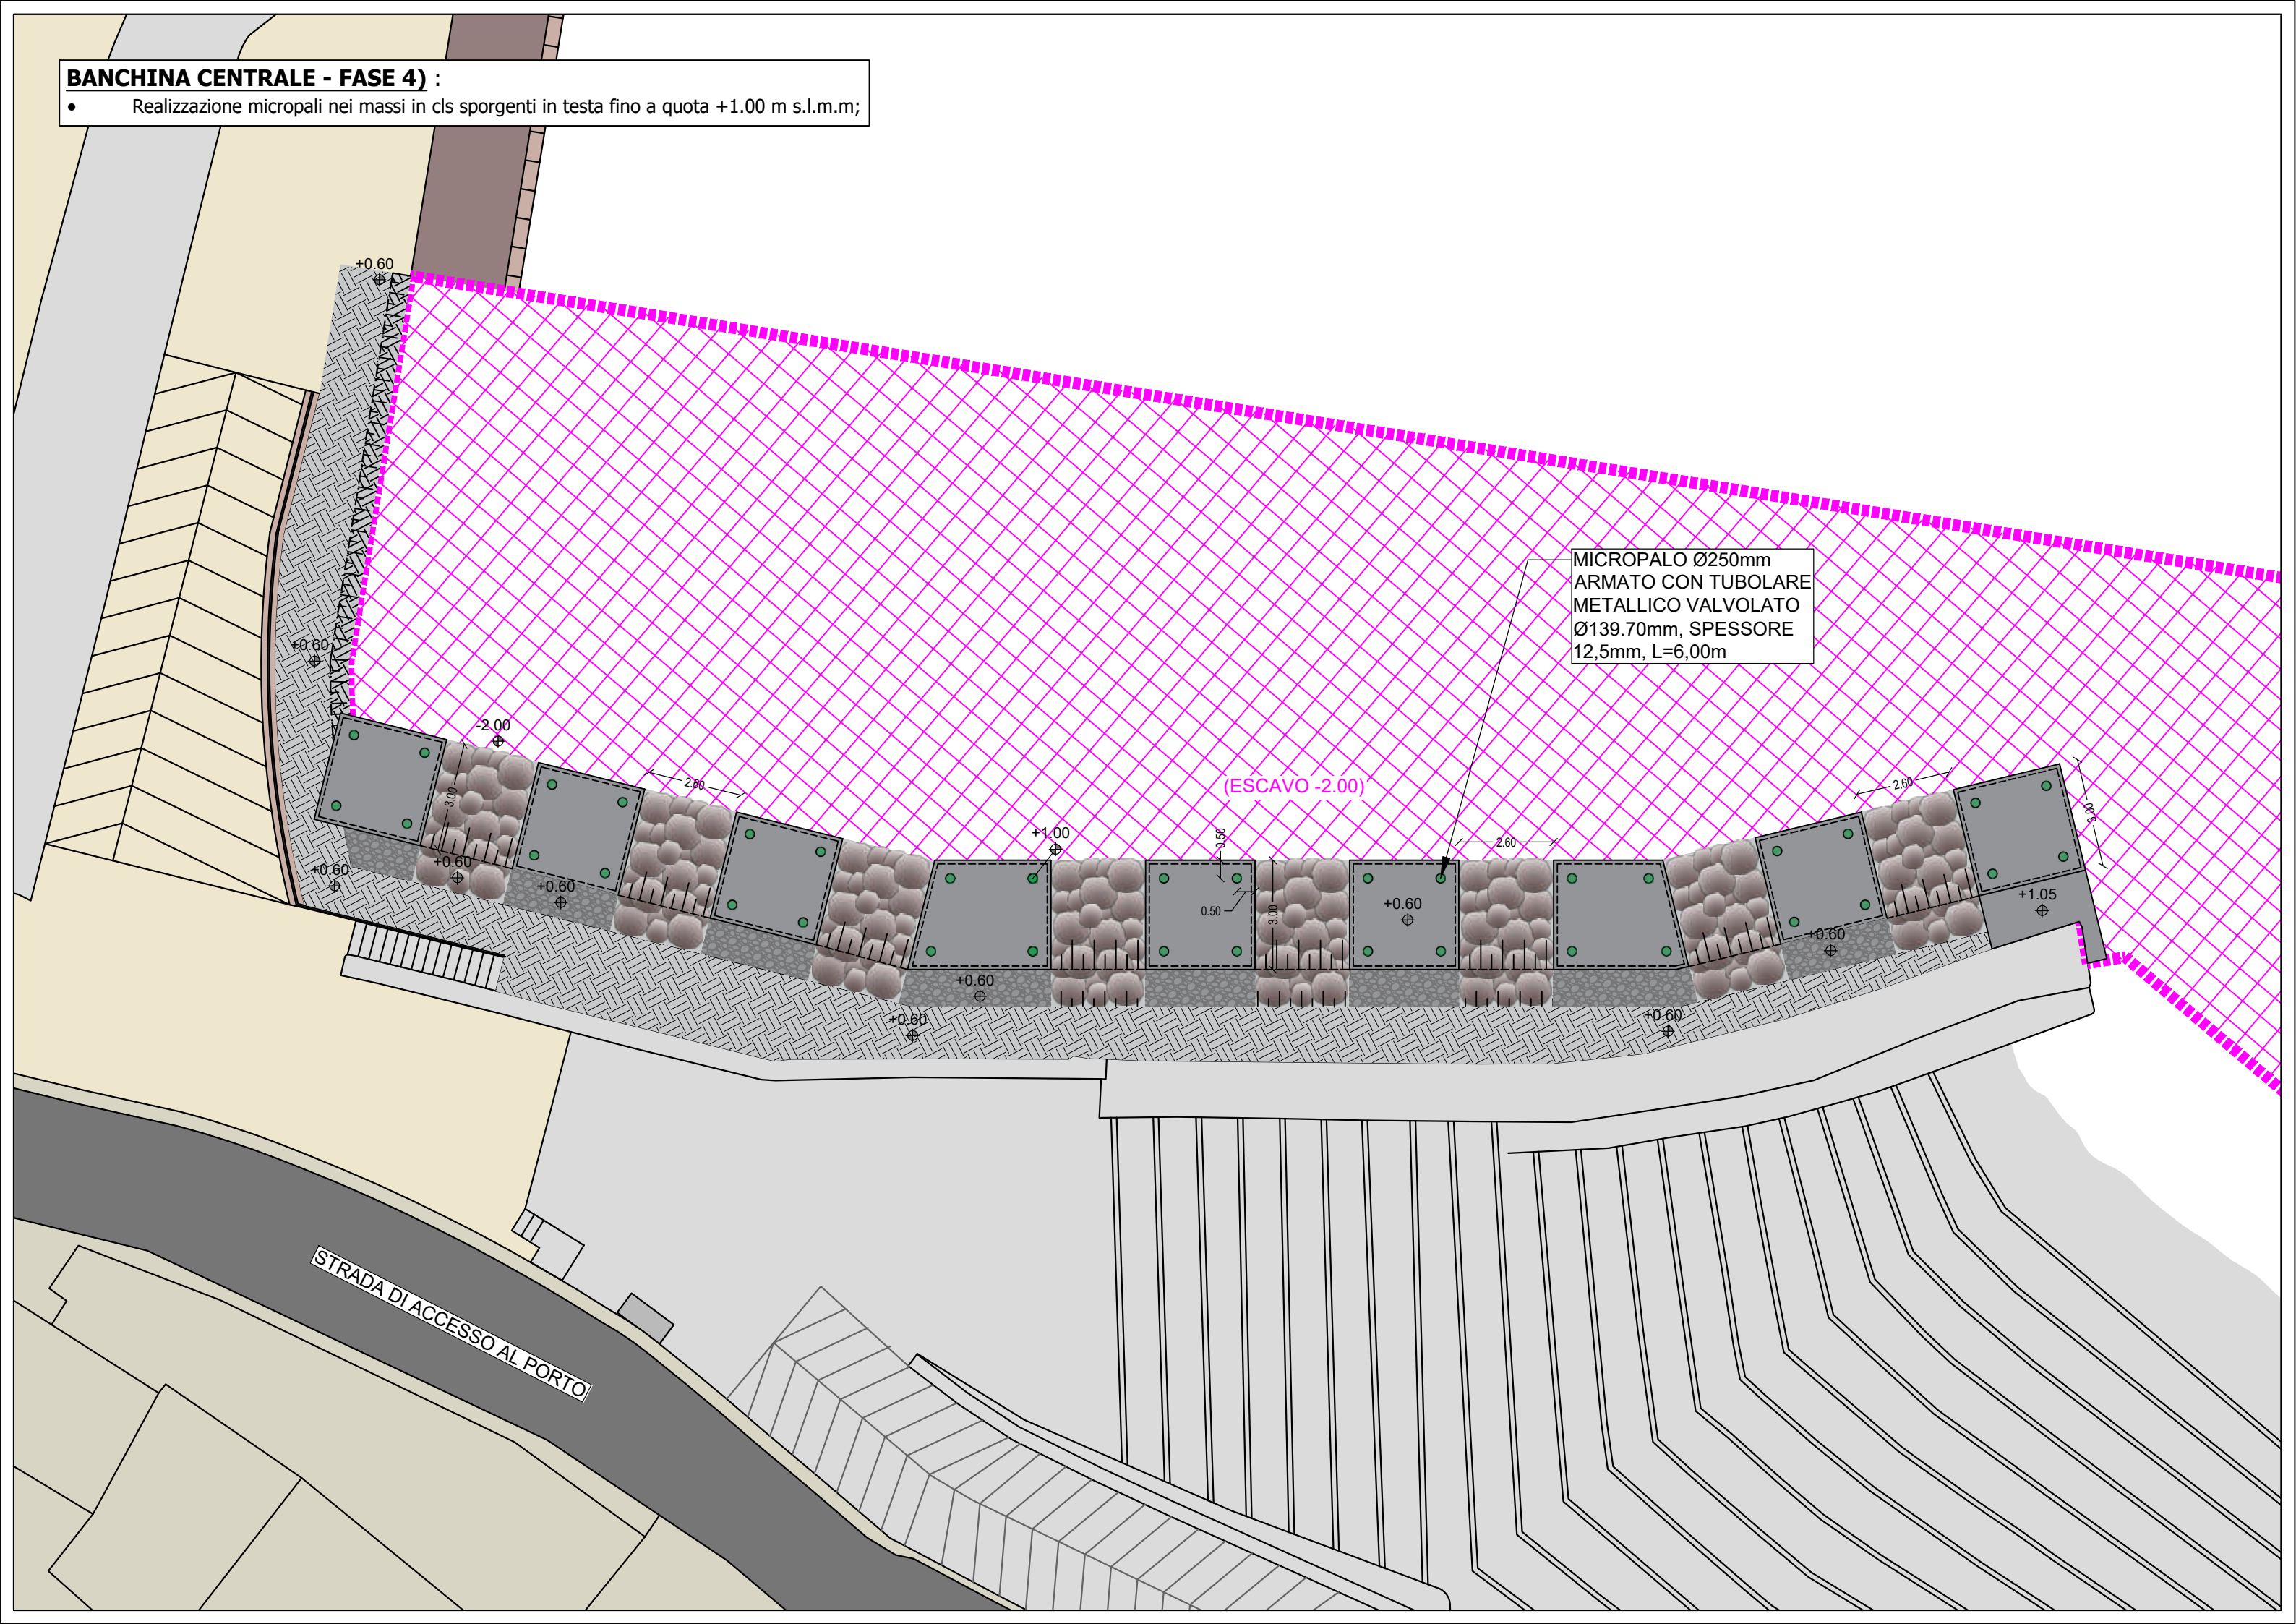 BANCHINA CENTRALE - FASE 4) :
• Realizzazione micropali nei massi in cls sporgenti in testa fino a quota +1.00 m s.l.m.m;
+0.60
MICROPALO Ø250mm
ARMATO CON TUBOLARE
METALLICO VALVOLATO
Ø139.70mm, SPESSORE
12,5mm, L=6,00m
+0.60
-2.00
2.60
3.00
(ESCAVO -2.00)
2.60
3.00
+1.00
0.50
2.60
+0.60
+0.60
+0.60
0.50
3.00
+0.60
+1.05
+0.60
+0.60
+0.60
+0.60
STRADA DI ACCESSO AL PORTO